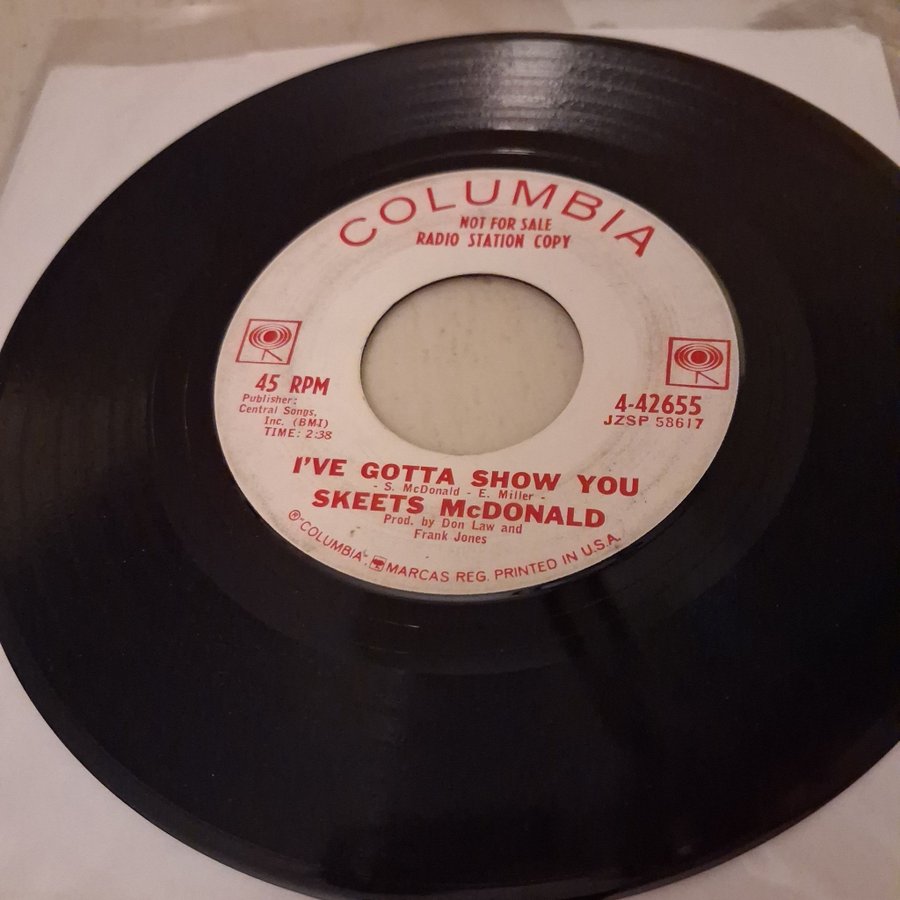 COLUMBIA
NOT FOR SALE
RADIO STATION COPY
45 RPM
Publisher:
Central Songs,
Inc. (BMI)
TIME: 2:38
4-42655
JZSP 58617
I'VE GOTTA SHOW YOU
- S. McDonald - E. Miller -
SKEETS McDONALD
Prod. by Don Law and
Frank Jones
® "COLUMBIA", MARCAS REG. PRINTED IN U.S.A.